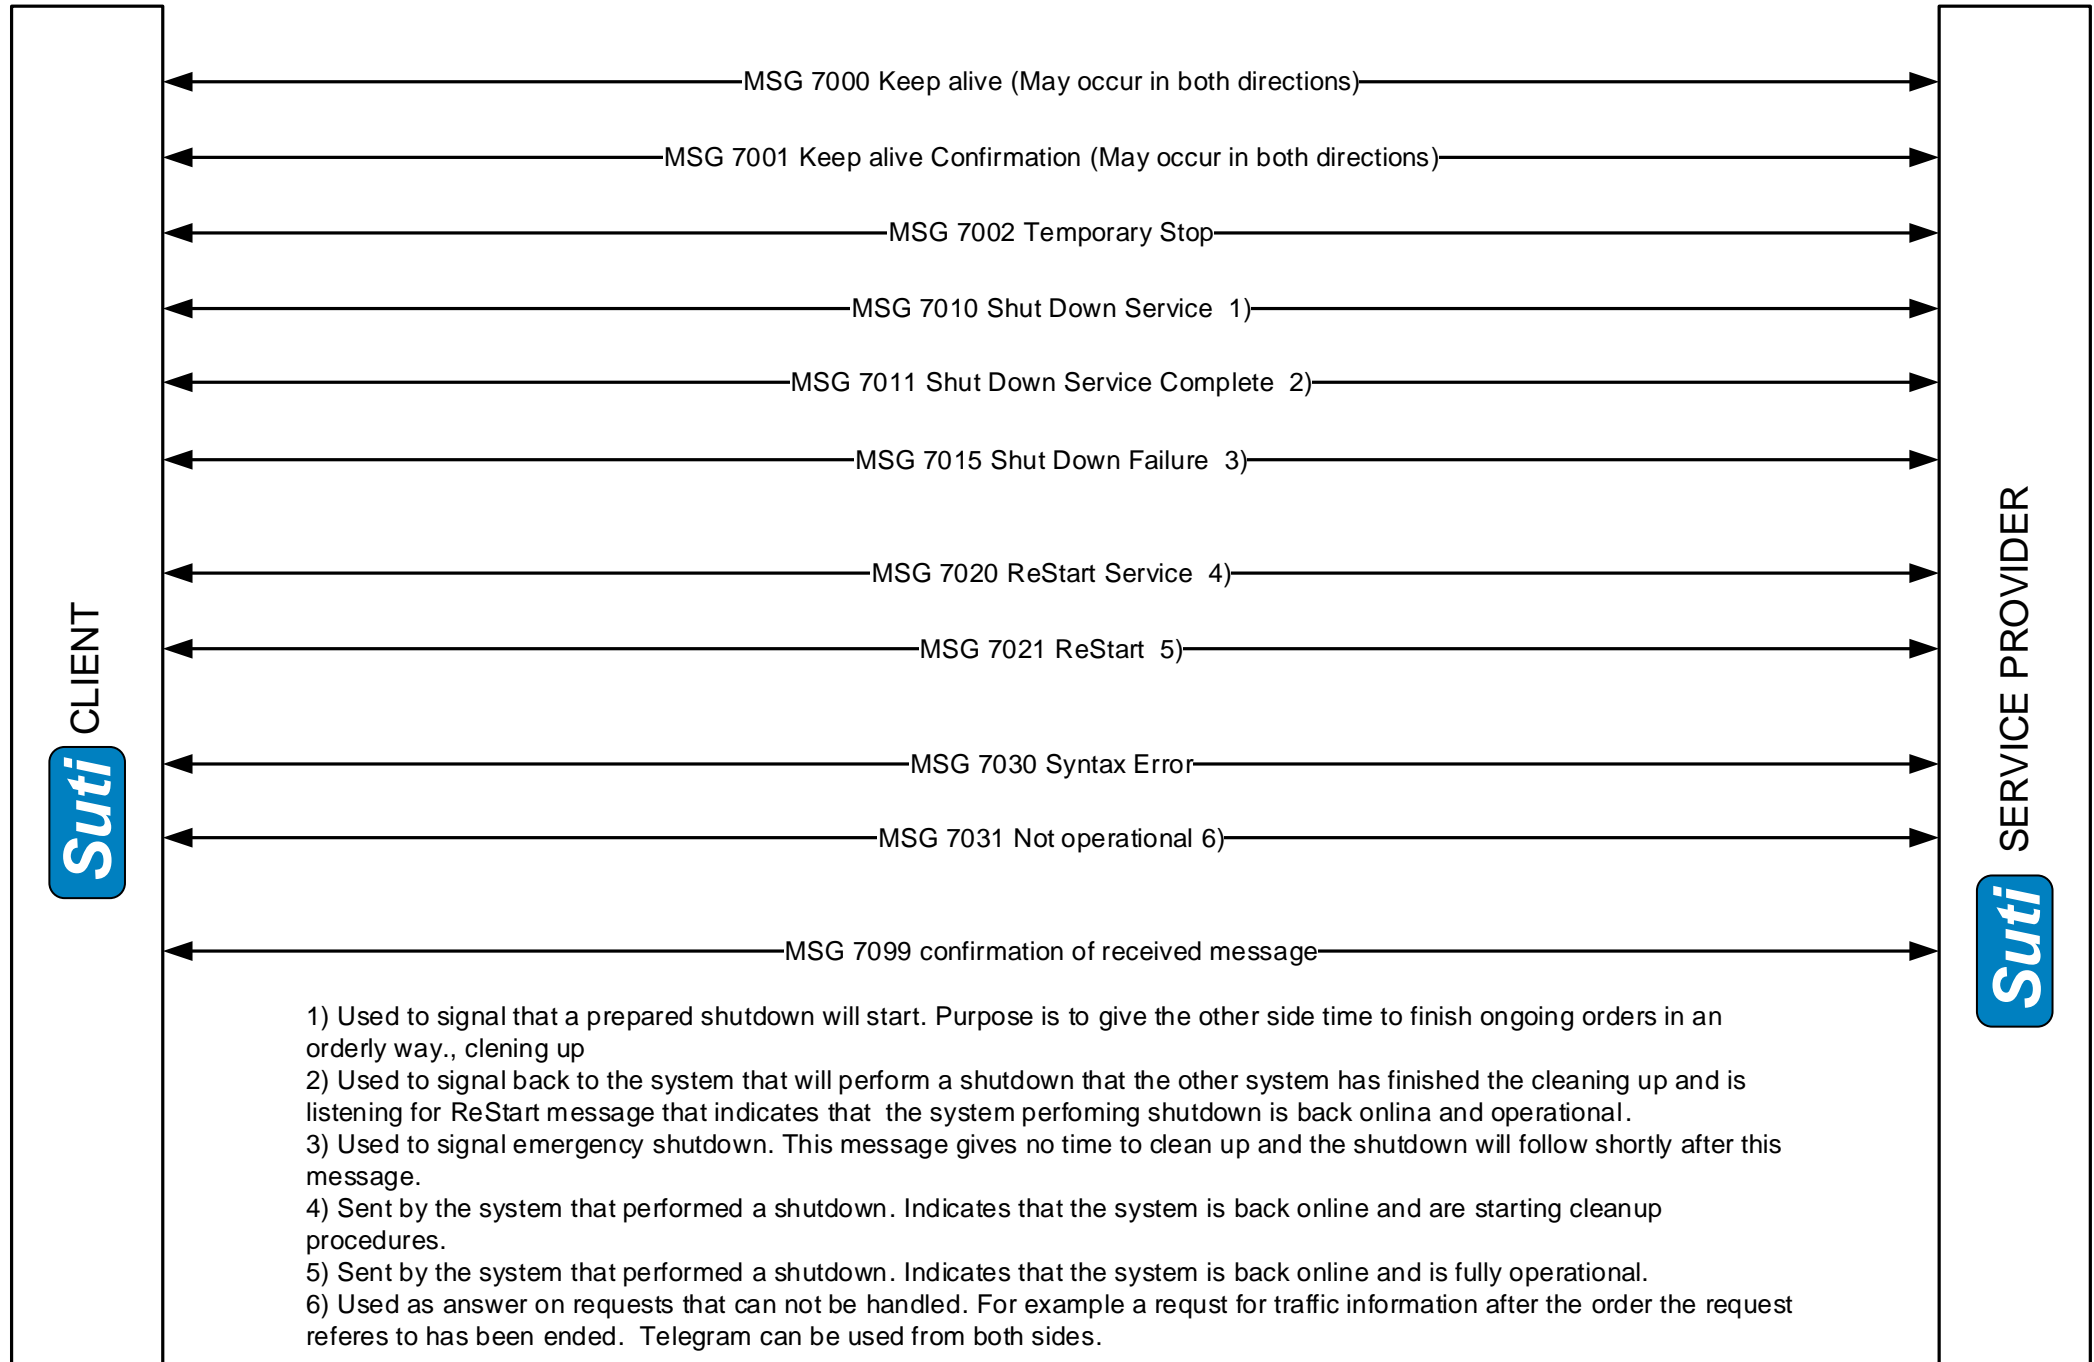 MSG 7000 Keep alive (May occur in both directions)
MSG 7001 Keep alive Confirmation (May occur in both directions)
MSG 7002 Temporary Stop
MSG 7010 Shut Down Service  1)
MSG 7011 Shut Down Service Complete  2)
MSG 7015 Shut Down Failure  3)
MSG 7020 ReStart Service  4)
MSG 7021 ReStart  5)
MSG 7030 Syntax Error
MSG 7031 Not operational 6)
MSG 7099 confirmation of received message
Suti CLIENT
Suti SERVICE PROVIDER
1) Used to signal that a prepared shutdown will start. Purpose is to give the other side time to finish ongoing orders in an
orderly way., clening up
2) Used to signal back to the system that will perform a shutdown that the other system has finished the cleaning up and is
listening for ReStart message that indicates that  the system perfoming shutdown is back onlina and operational.
3) Used to signal emergency shutdown. This message gives no time to clean up and the shutdown will follow shortly after this
message.
4) Sent by the system that performed a shutdown. Indicates that the system is back online and are starting cleanup
procedures.
5) Sent by the system that performed a shutdown. Indicates that the system is back online and is fully operational.
6) Used as answer on requests that can not be handled. For example a requst for traffic information after the order the request
referes to has been ended.  Telegram can be used from both sides.